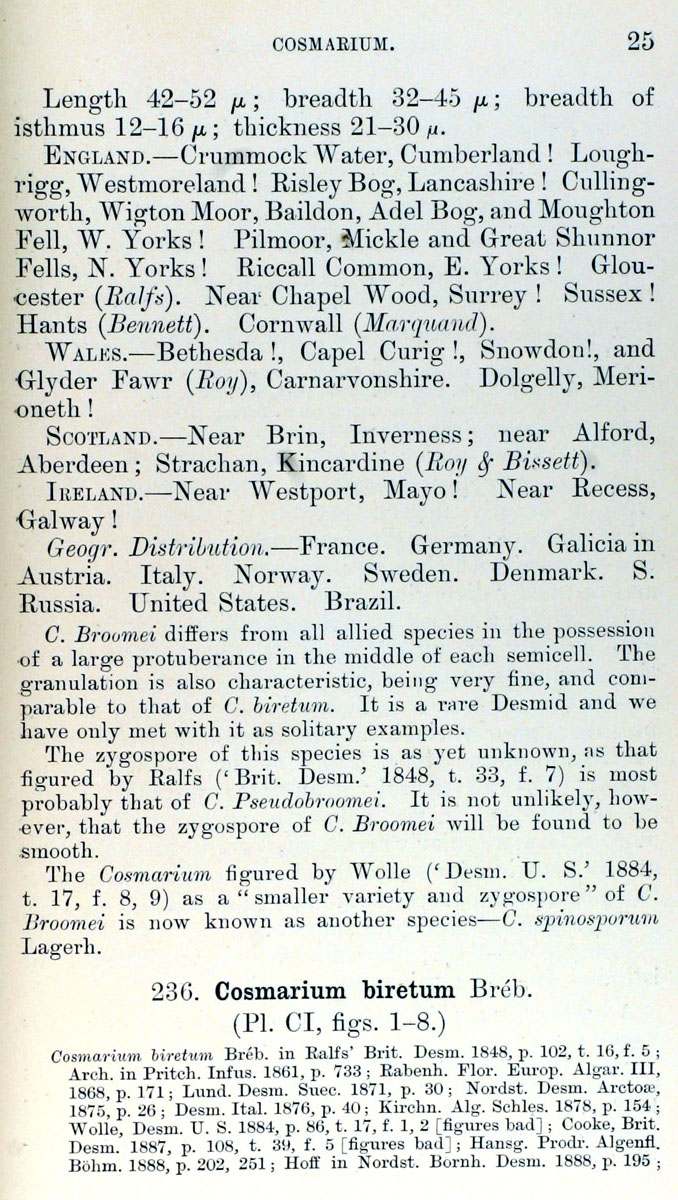 COSMARIUM. 25
Length 42–52 μ; breadth 32–45 μ; breadth of
isthmus 12–16 μ; thickness 21–30 μ.
ENGLAND.—Crummock Water, Cumberland! Lough-
rigg, Westmoreland! Risley Bog, Lancashire! Culling-
worth, Wigton Moor, Baildon, Adel Bog, and Moughton
Fell, W. Yorks! Pilmoor, Mickle and Great Shunnor
Fells, N. Yorks! Riccall Common, E. Yorks! Glou-
cester (Ralfs). Near Chapel Wood, Surrey! Sussex!
Hants (Bennett). Cornwall (Marquand).
WALES.—Bethesda!, Capel Curig!, Snowdon!, and
Glyder Fawr (Roy), Carnarvonshire. Dolgelly, Meri-
oneth!
SCOTLAND.—Near Brin, Inverness; near Alford,
Aberdeen; Strachan, Kincardine (Roy & Bissett).
IRELAND.—Near Westport, Mayo! Near Recess,
Galway!
Geogr. Distribution.—France. Germany. Galicia in
Austria. Italy. Norway. Sweden. Denmark. S.
Russia. United States. Brazil.
C. Broomei differs from all allied species in the possession
of a large protuberance in the middle of each semicell. The
granulation is also characteristic, being very fine, and com-
parable to that of C. biretum. It is a rare Desmid and we
have only met with it as solitary examples.
The zygospore of this species is as yet unknown, as that
figured by Ralfs (‘Brit. Desm.’ 1848, t. 33, f. 7) is most
probably that of C. Pseudobroomei. It is not unlikely, how-
ever, that the zygospore of C. Broomei will be found to be
smooth.
The Cosmarium figured by Wolle (‘Desm. U. S.’ 1884,
t. 17, f. 8, 9) as a “smaller variety and zygospore” of C.
Broomei is now known as another species—C. spinosporum
Lagerh.
236. Cosmarium biretum Bréb.
(Pl. CI, figs. 1–8.)
Cosmarium biretum Bréb. in Ralfs' Brit. Desm. 1848, p. 102, t. 16, f. 5;
Arch. in Pritch. Infus. 1861, p. 733; Rabenh. Flor. Europ. Algar. III,
1868, p. 171; Lund. Desm. Suec. 1871, p. 30; Nordst. Desm. Arctoæ,
1875, p. 26; Desm. Ital. 1876, p. 40; Kirchn. Alg. Schles. 1878, p. 154;
Wolle, Desm. U. S. 1884, p. 86, t. 17, f. 1, 2 [figures bad]; Cooke, Brit.
Desm. 1887, p. 108, t. 39, f. 5 [figures bad]; Hansg. Prodr. Algenfl.
Böhm. 1888, p. 202, 251; Hoff in Nordst. Bornh. Desm. 1888, p. 195;